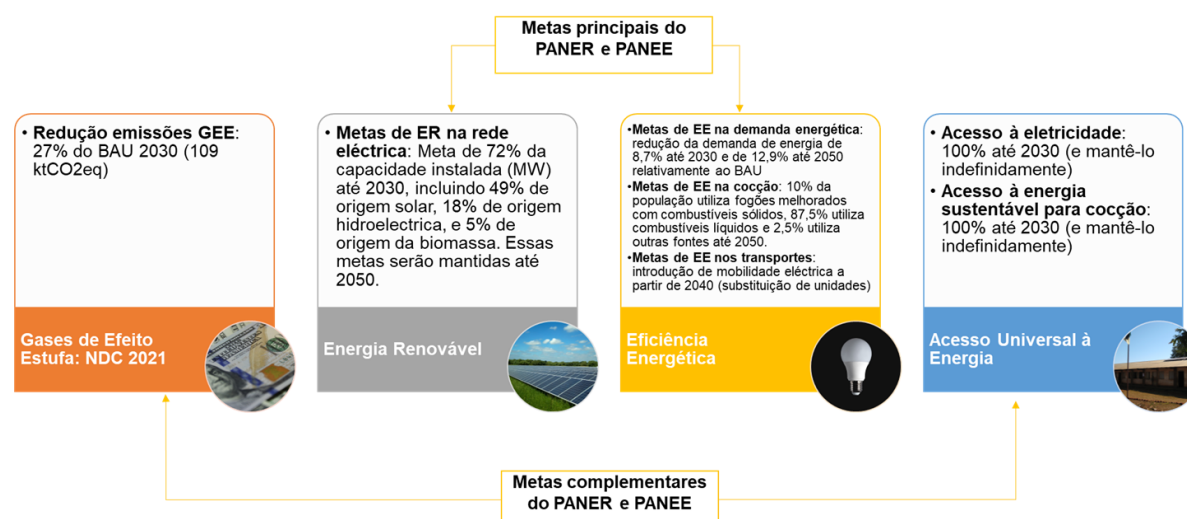 Metas principais do
PANER e PANEE
• Redução emissões GEE:
27% do BAU 2030 (109
ktCO2eq)
Gases de Efeito
Estufa: NDC 2021
• Metas de ER na rede
eléctrica: Meta de 72% da
capacidade instalada (MW)
até 2030, incluindo 49% de
origem solar, 18% de origem
hidroelectrica, e 5% de
origem da biomassa. Essas
metas serão mantidas até
2050.
Energia Renovável
•Metas de EE na demanda energética:
redução da demanda de energia de
8,7% até 2030 e de 12,9% até 2050
relativamente ao BAU
•Metas de EE na cocção: 10% da
população utiliza fogões melhorados
com combustíveis sólidos, 87,5% utiliza
combustíveis líquidos e 2,5% utiliza
outras fontes até 2050.
•Metas de EE nos transportes:
introdução de mobilidade eléctrica a
partir de 2040 (substituição de unidades)
Eficiência
Energética
• Acesso à eletricidade:
100% até 2030 (e mantê-lo
indefinidamente)
• Acesso à energia
sustentável para cocção:
100% até 2030 (e mantê-lo
indefinidamente)
Acesso Universal à
Energia
Metas complementares
do PANER e PANEE